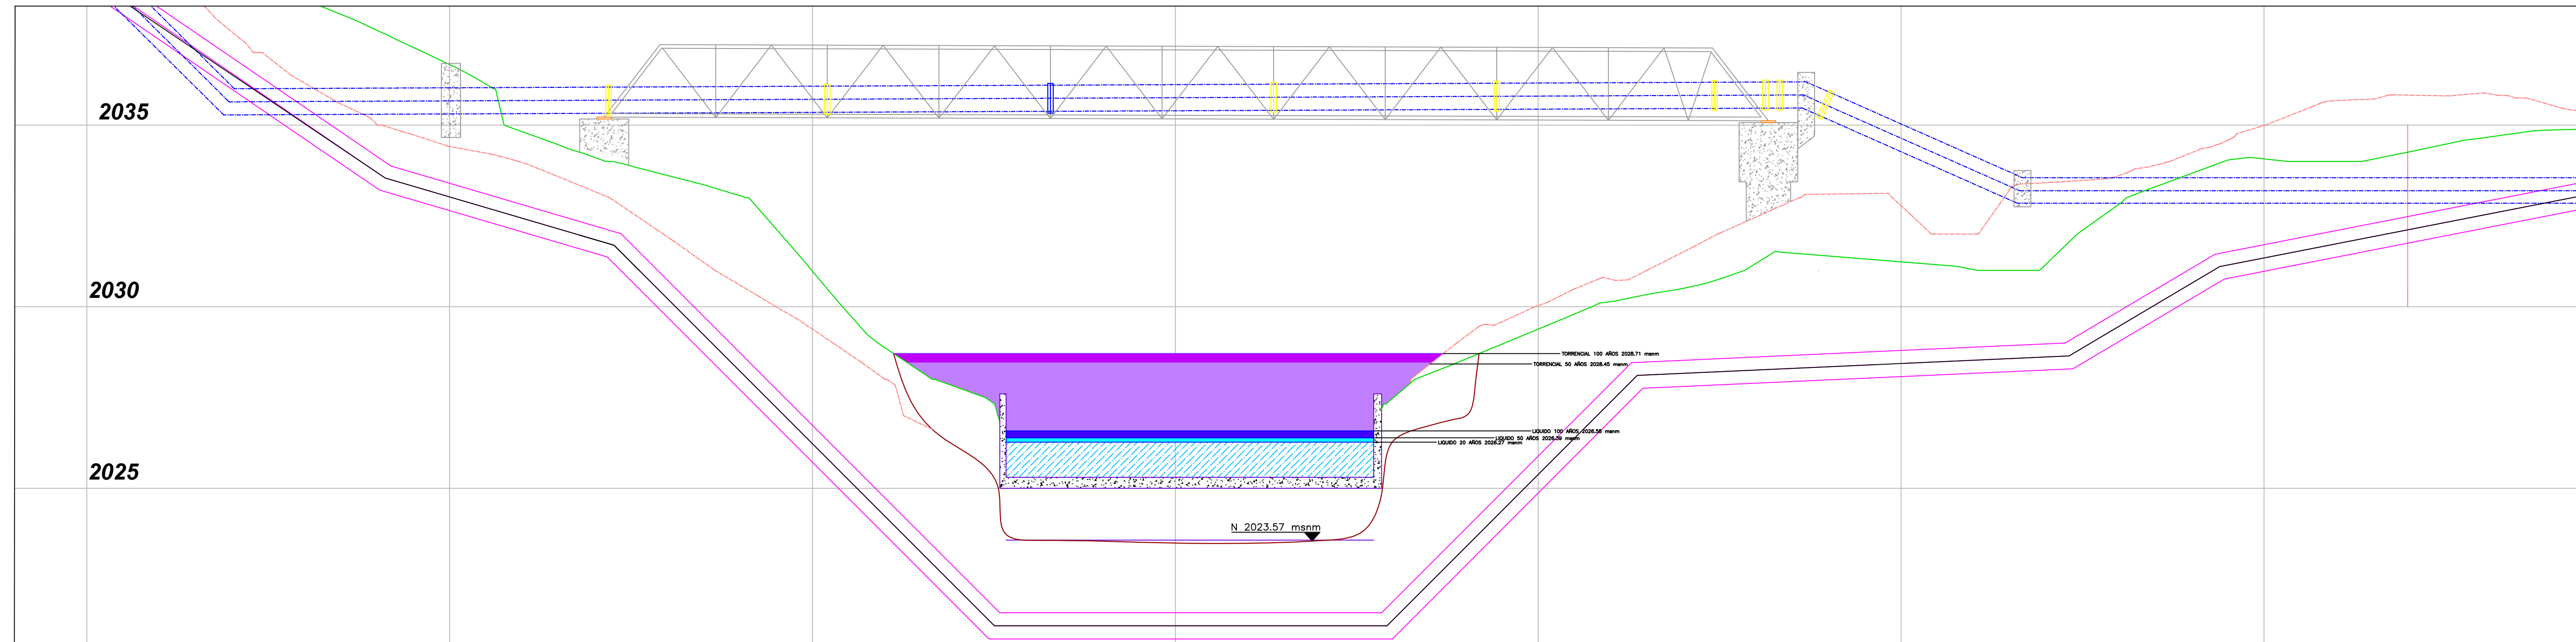 2035
2030
TORRENCIAL 100 AÑOS 2028.71 msnm
TORRENCIAL 50 AÑOS 2028.45 msnm
LIQUIDO 100 AÑOS 2026.58 msnm
LIQUIDO 50 AÑOS 2026.39 msnm
LIQUIDO 20 AÑOS 2026.27 msnm
2025
N 2023.57 msnm